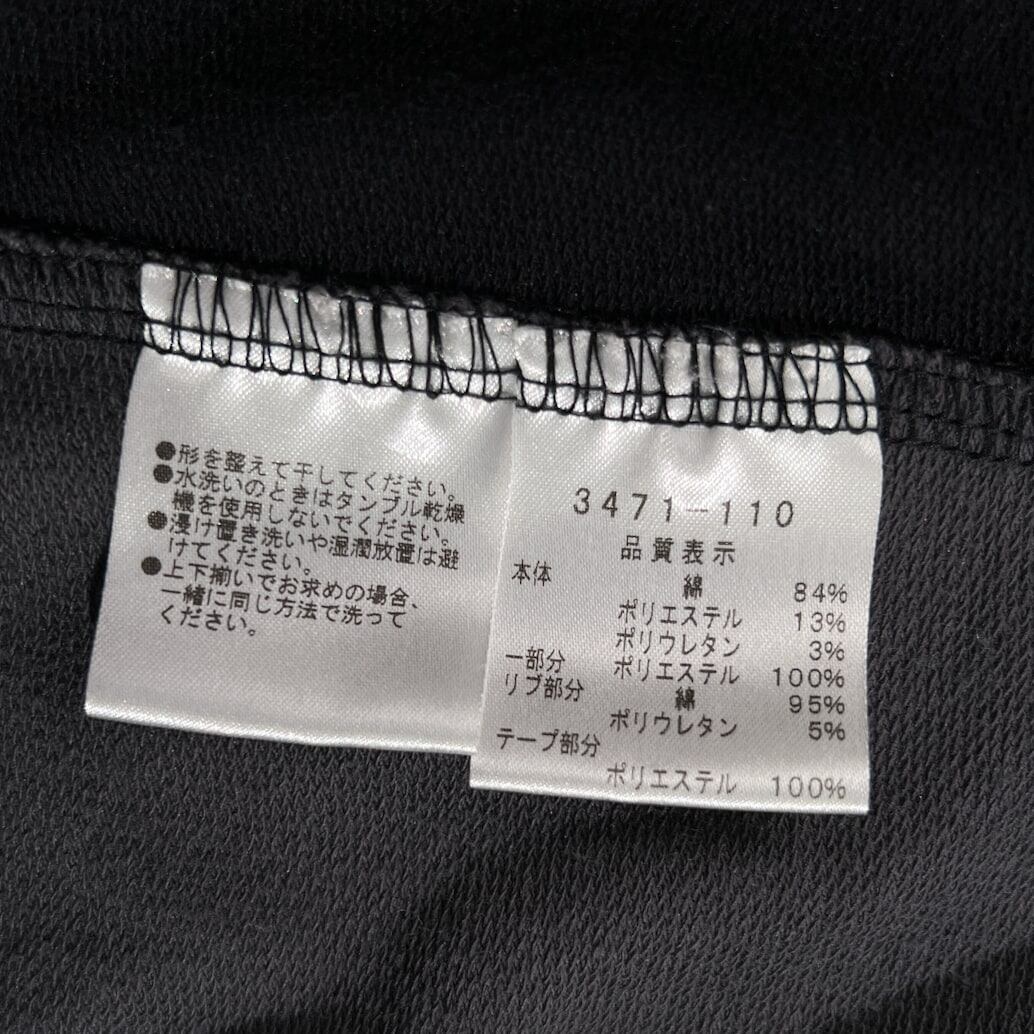 ●形を整えて干してください。
●水洗いのときはタンブル乾燥
機を使用しないでください。
●浸け置き洗いや湿潤放置は避
けてください。
●上下揃いでお求めの場合、
一緒に同じ方法で洗って
ください。
3471-110
品質表示
本体 綿 84%
ポリエステル 13%
ポリウレタン 3%
一部分 ポリエステル 100%
リブ部分 綿 95%
ポリウレタン 5%
テープ部分
ポリエステル 100%